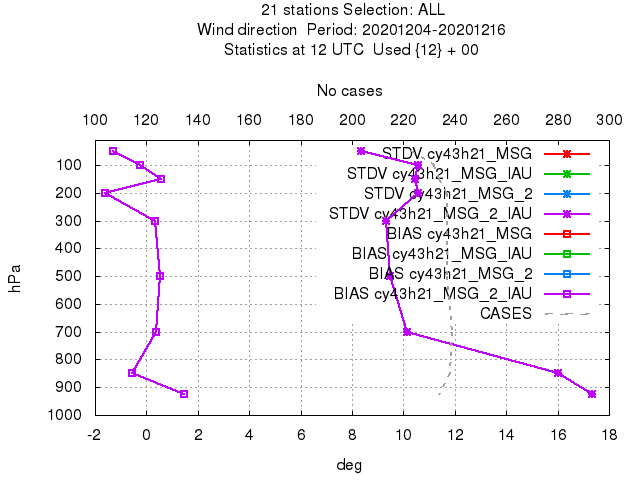 21 stations Selection: ALL
Wind direction  Period: 20201204-20201216
Statistics at 12 UTC  Used {12} + 00
No cases
100 120 140 160 180 200 220 240 260 280 300
STDV cy43h21_MSG
STDV cy43h21_MSG_IAU
STDV cy43h21_MSG_2
STDV cy43h21_MSG_2_IAU
BIAS cy43h21_MSG
BIAS cy43h21_MSG_IAU
BIAS cy43h21_MSG_2
BIAS cy43h21_MSG_2_IAU
CASES
hPa
100
200
300
400
500
600
700
800
900
1000
-2 0 2 4 6 8 10 12 14 16 18
deg